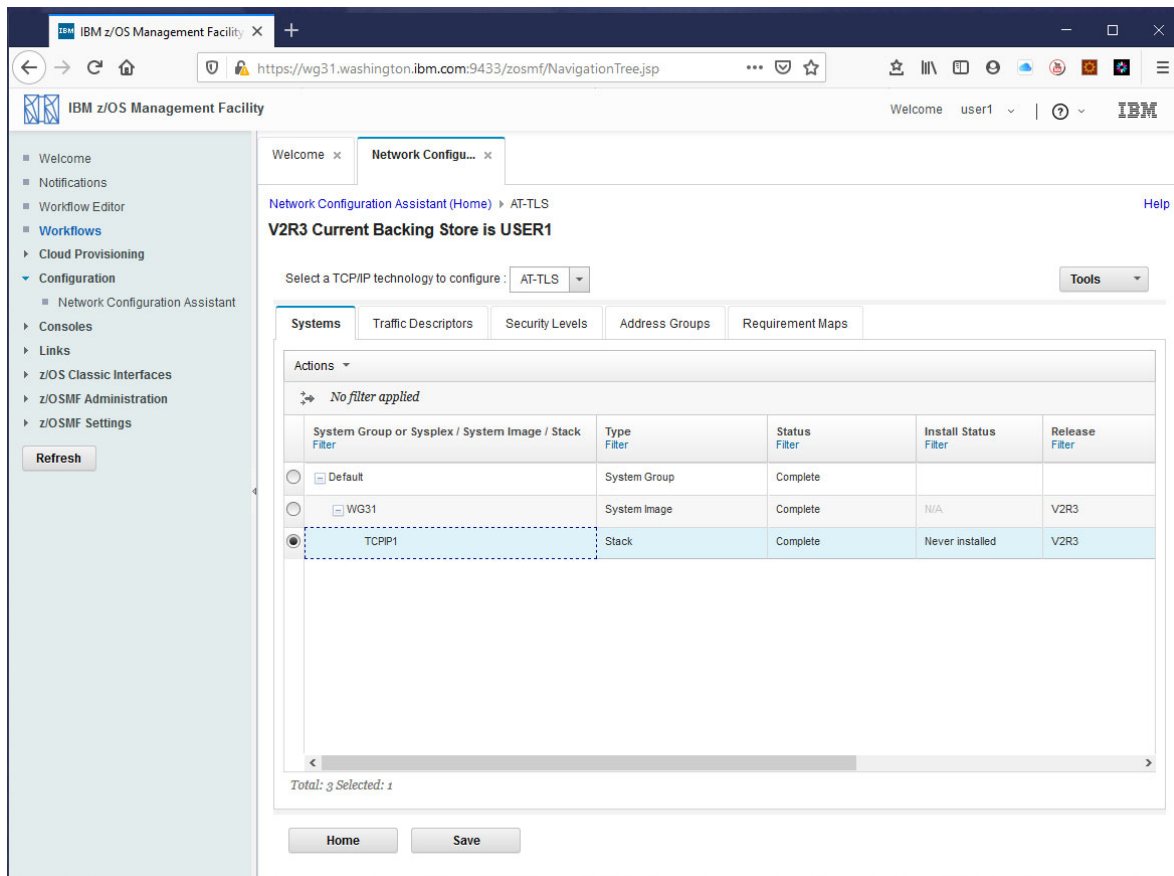 IBM IBM z/OS Management Facility
https://wg31.washington.ibm.com:9433/zosmf/NavigationTree.jsp
IBM z/OS Management Facility
Welcome user1
IBM
Welcome
Notifications
Workflow Editor
Workflows
Cloud Provisioning
Configuration
Network Configuration Assistant
Consoles
Links
z/OS Classic Interfaces
z/OSMF Administration
z/OSMF Settings
Refresh
Welcome
Network Configu...
Network Configuration Assistant (Home) AT-TLS
Help
V2R3 Current Backing Store is USER1
Select a TCP/IP technology to configure : AT-TLS
Tools
Systems Traffic Descriptors Security Levels Address Groups Requirement Maps
Actions
No filter applied
System Group or Sysplex / System Image / Stack Type Status Install Status Release
Filter Filter Filter Filter Filter
Default System Group Complete
WG31 System Image Complete N/A V2R3
TCPIP1 Stack Complete Never installed V2R3
Total: 3 Selected: 1
Home Save